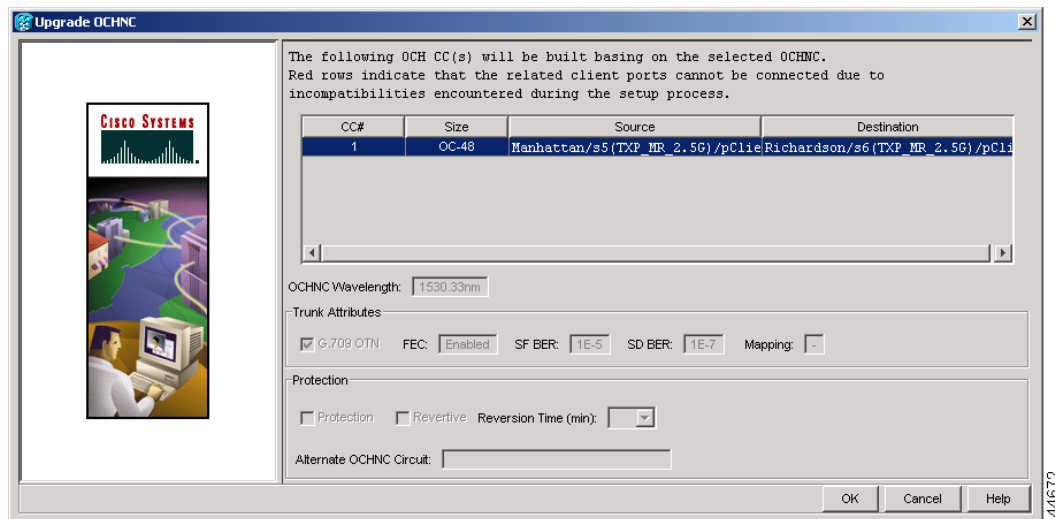 Upgrade OCHNC
The following OCH CC(s) will be built basing on the selected OCHNC.
Red rows indicate that the related client ports cannot be connected due to
incompatibilities encountered during the setup process.
CISCO SYSTEMS
CC# Size Source Destination
1 OC-48 Manhattan/s5(TXP_MR_2.5G)/pClie Richardson/s6(TXP_MR_2.5G)/pCli
OCHNC Wavelength: 1530.33nm
Trunk Attributes
G.709 OTN FEC: Enabled SF BER: 1E-5 SD BER: 1E-7 Mapping: -
Protection
Protection Revertive Reversion Time (min):
Alternate OCHNC Circuit:
OK Cancel Help
44672